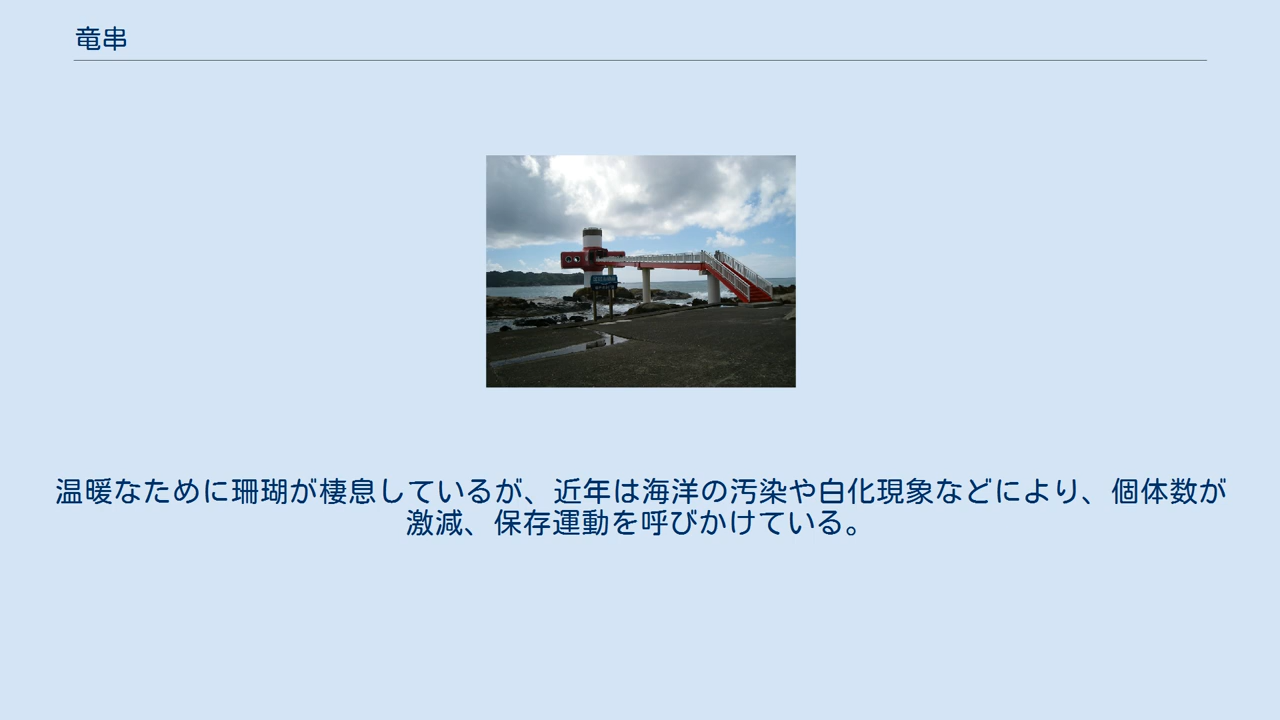 竜串
温暖なために珊瑚が棲息しているが、近年は海洋の汚染や白化現象などにより、個体数が
激減、保存運動を呼びかけている。